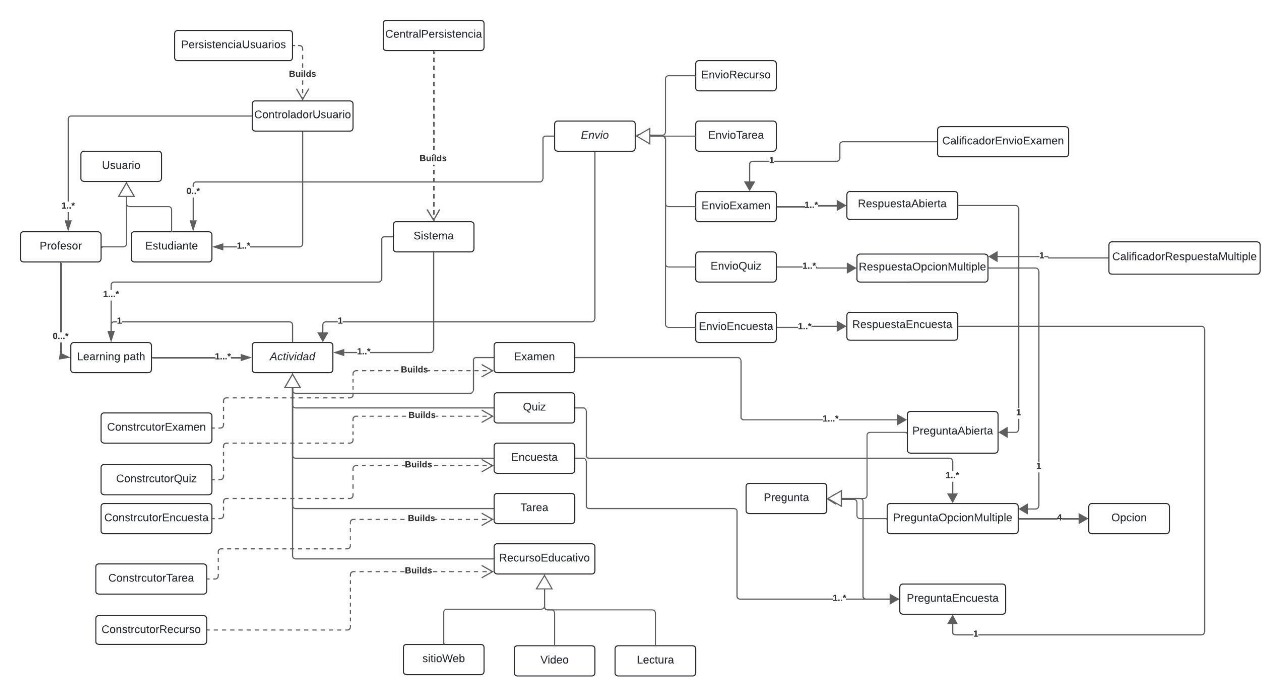 CentralPersistencia
PersistenciaUsuarios
Builds
EnvioRecurso
ControladorUsuario
Envio
EnvioTarea
CalificadorEnvioExamen
Builds
1
Usuario
0..*
1..*
EnvioExamen
1..*
RespuestaAbierta
Sistema
Profesor
Estudiante
1..*
CalificadorRespuestaMultiple
1
EnvioQuiz
1..*
RespuestaOpcionMultiple
1...*
1
1
EnvioEncuesta
1..*
RespuestaEncuesta
0...*
Learning path
1...*
Actividad
1..*
Examen
Builds
Quiz
Builds
1
1...*
ConstrcutorExamen
PreguntaAbierta
Encuesta
Builds
1
1..*
ConstrcutorQuiz
Pregunta
Tarea
Builds
ConstrcutorEncuesta
PreguntaOpcionMultiple
4
Opcion
RecursoEducativo
Builds
ConstrcutorTarea
1..*
PreguntaEncuesta
ConstrcutorRecurso
1
sitioWeb
Video
Lectura